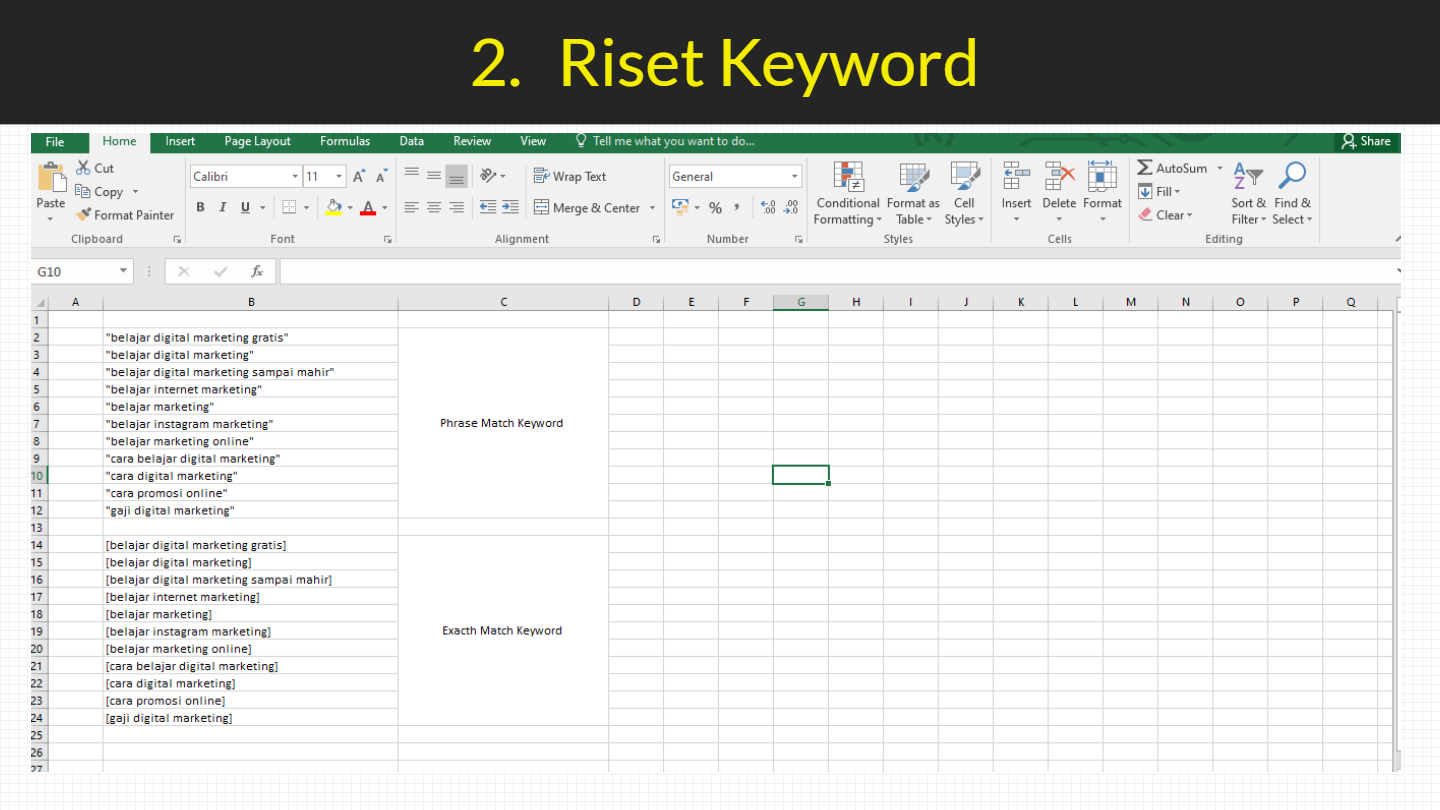 2. Riset Keyword
File Home Insert Page Layout Formulas Data Review View Tell me what you want to do... Share
Cut
Copy
Format Painter
Paste
Clipboard
Calibri 11
B I U
Font
Wrap Text
Merge & Center
Alignment
General
%
Number
Conditional Formatting
Format as Table
Cell Styles
Styles
Insert Delete Format
Cells
AutoSum
Fill
Clear
Sort & Filter
Find & Select
Editing
G10 fx
A B C D E F G H I J K L M N O P Q
1
2 "belajar digital marketing gratis"
3 "belajar digital marketing"
4 "belajar digital marketing sampai mahir"
5 "belajar internet marketing"
6 "belajar marketing"
7 "belajar instagram marketing" Phrase Match Keyword
8 "belajar marketing online"
9 "cara belajar digital marketing"
10 "cara digital marketing"
11 "cara promosi online"
12 "gaji digital marketing"
13
14 [belajar digital marketing gratis]
15 [belajar digital marketing]
16 [belajar digital marketing sampai mahir]
17 [belajar internet marketing]
18 [belajar marketing]
19 [belajar instagram marketing] Exacth Match Keyword
20 [belajar marketing online]
21 [cara belajar digital marketing]
22 [cara digital marketing]
23 [cara promosi online]
24 [gaji digital marketing]
25
26
27